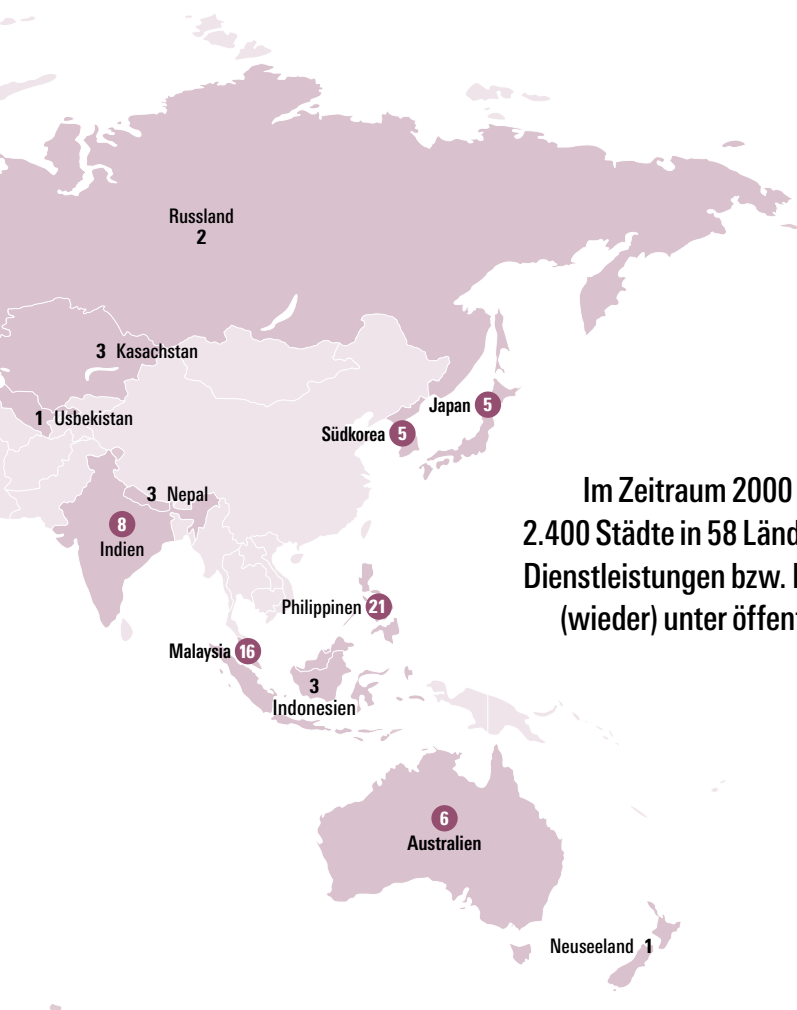 Russland
2
3 Kasachstan
1 Usbekistan
Japan 5
Südkorea 5
3 Nepal
8
Indien
Im Zeitraum 2000
2.400 Städte in 58 Länd
Dienstleistungen bzw.
(wieder) unter öffent
Philippinen 21
Malaysia 16
3
Indonesien
6
Australien
Neuseeland 1